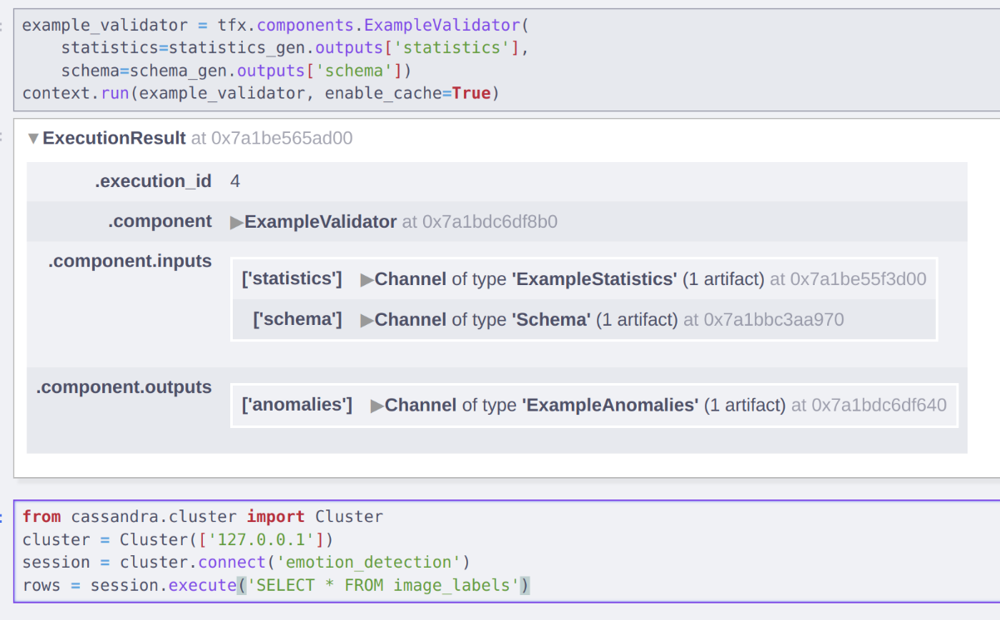 example_validator = tfx.components.ExampleValidator(
    statistics=statistics_gen.outputs['statistics'],
    schema=schema_gen.outputs['schema'])
context.run(example_validator, enable_cache=True)
▼ExecutionResult at 0x7a1be565ad00
.execution_id 4
.component ▶ExampleValidator at 0x7a1bdc6df8b0
.component.inputs
['statistics'] ▶Channel of type 'ExampleStatistics' (1 artifact) at 0x7a1be55f3d00
['schema'] ▶Channel of type 'Schema' (1 artifact) at 0x7a1bbc3aa970
.component.outputs
['anomalies'] ▶Channel of type 'ExampleAnomalies' (1 artifact) at 0x7a1bdc6df640
from cassandra.cluster import Cluster
cluster = Cluster(['127.0.0.1'])
session = cluster.connect('emotion_detection')
rows = session.execute('SELECT * FROM image_labels')